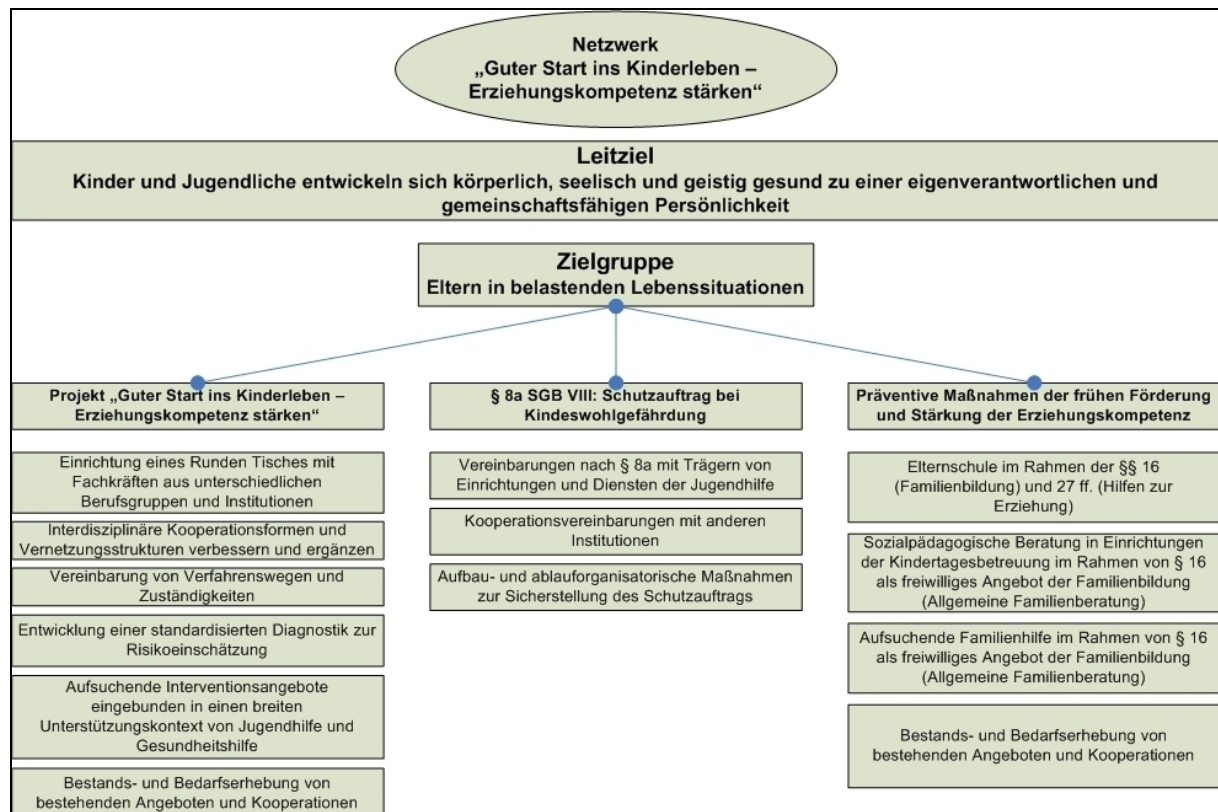 Netzwerk
„Guter Start ins Kinderleben –
Erziehungskompetenz stärken“
Leitziel
Kinder und Jugendliche entwickeln sich körperlich, seelisch und geistig gesund zu einer eigenverantwortlichen und
gemeinschaftsfähigen Persönlichkeit
Zielgruppe
Eltern in belastenden Lebenssituationen
Projekt „Guter Start ins Kinderleben –
Erziehungskompetenz stärken“
Einrichtung eines Runden Tisches mit
Fachkräften aus unterschiedlichen
Berufsgruppen und Institutionen
Interdisziplinäre Kooperationsformen und
Vernetzungsstrukturen verbessern und ergänzen
Vereinbarung von Verfahrenswegen und
Zuständigkeiten
Entwicklung einer standardisierten Diagnostik zur
Risikoeinschätzung
Aufsuchende Interventionsangebote
eingebunden in einen breiten
Unterstützungskontext von Jugendhilfe und
Gesundheitshilfe
Bestands- und Bedarfserhebung von
bestehenden Angeboten und Kooperationen
§ 8a SGB VIII: Schutzauftrag bei
Kindeswohlgefährdung
Vereinbarungen nach § 8a mit Trägern von
Einrichtungen und Diensten der Jugendhilfe
Kooperationsvereinbarungen mit anderen
Institutionen
Aufbau- und ablauforganisatorische Maßnahmen
zur Sicherstellung des Schutzauftrags
Präventive Maßnahmen der frühen Förderung
und Stärkung der Erziehungskompetenz
Elternschule im Rahmen der §§ 16
(Familienbildung) und 27 ff. (Hilfen zur
Erziehung)
Sozialpädagogische Beratung in Einrichtungen
der Kindertagesbetreuung im Rahmen von § 16
als freiwilliges Angebot der Familienbildung
(Allgemeine Familienberatung)
Aufsuchende Familienhilfe im Rahmen von § 16
als freiwilliges Angebot der Familienbildung
(Allgemeine Familienberatung)
Bestands- und Bedarfserhebung von
bestehenden Angeboten und Kooperationen